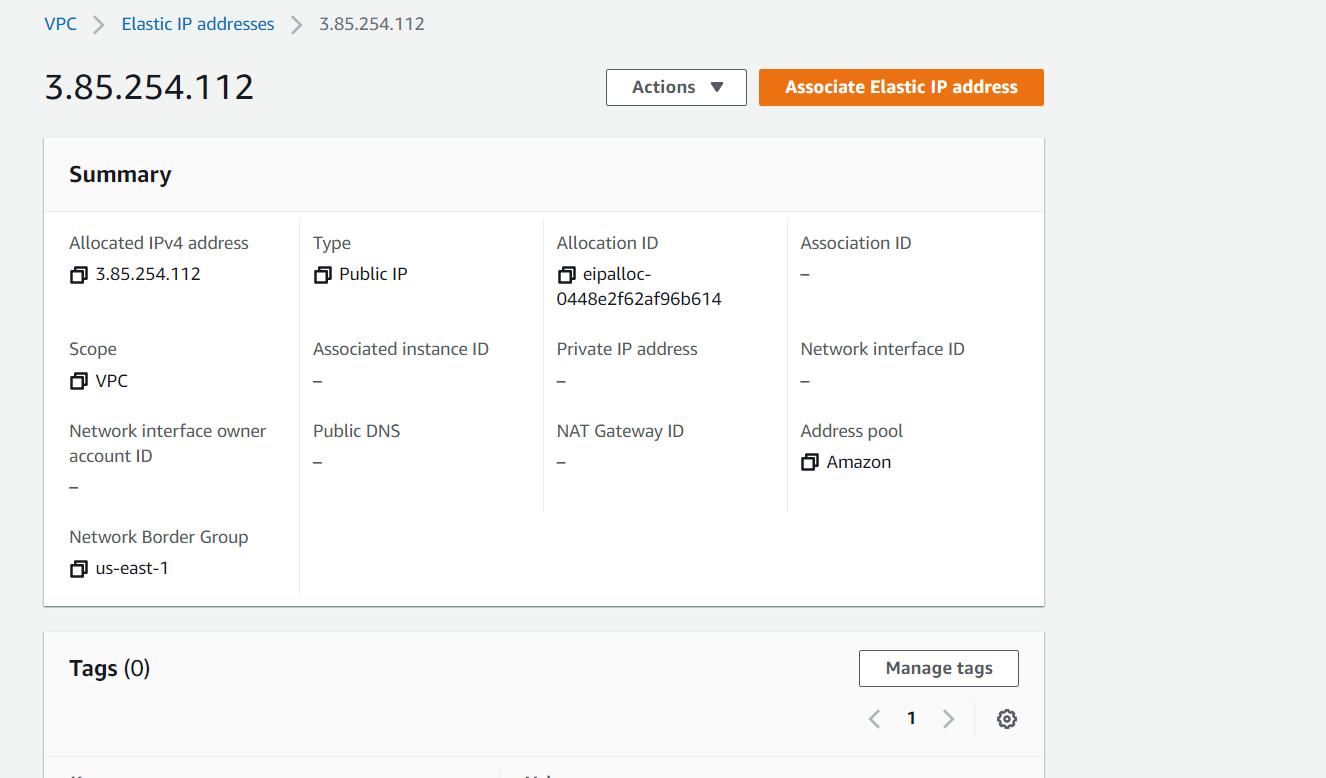 VPC > Elastic IP addresses > 3.85.254.112
3.85.254.112
Actions ▼
Associate Elastic IP address
Summary
Allocated IPv4 address
3.85.254.112
Type
Public IP
Allocation ID
eipalloc-
0448e2f62af96b614
Association ID
–
Scope
VPC
Associated instance ID
–
Private IP address
–
Network interface ID
–
Network interface owner
account ID
–
Public DNS
–
NAT Gateway ID
–
Address pool
Amazon
Network Border Group
us-east-1
Tags (0)
Manage tags
< 1 >